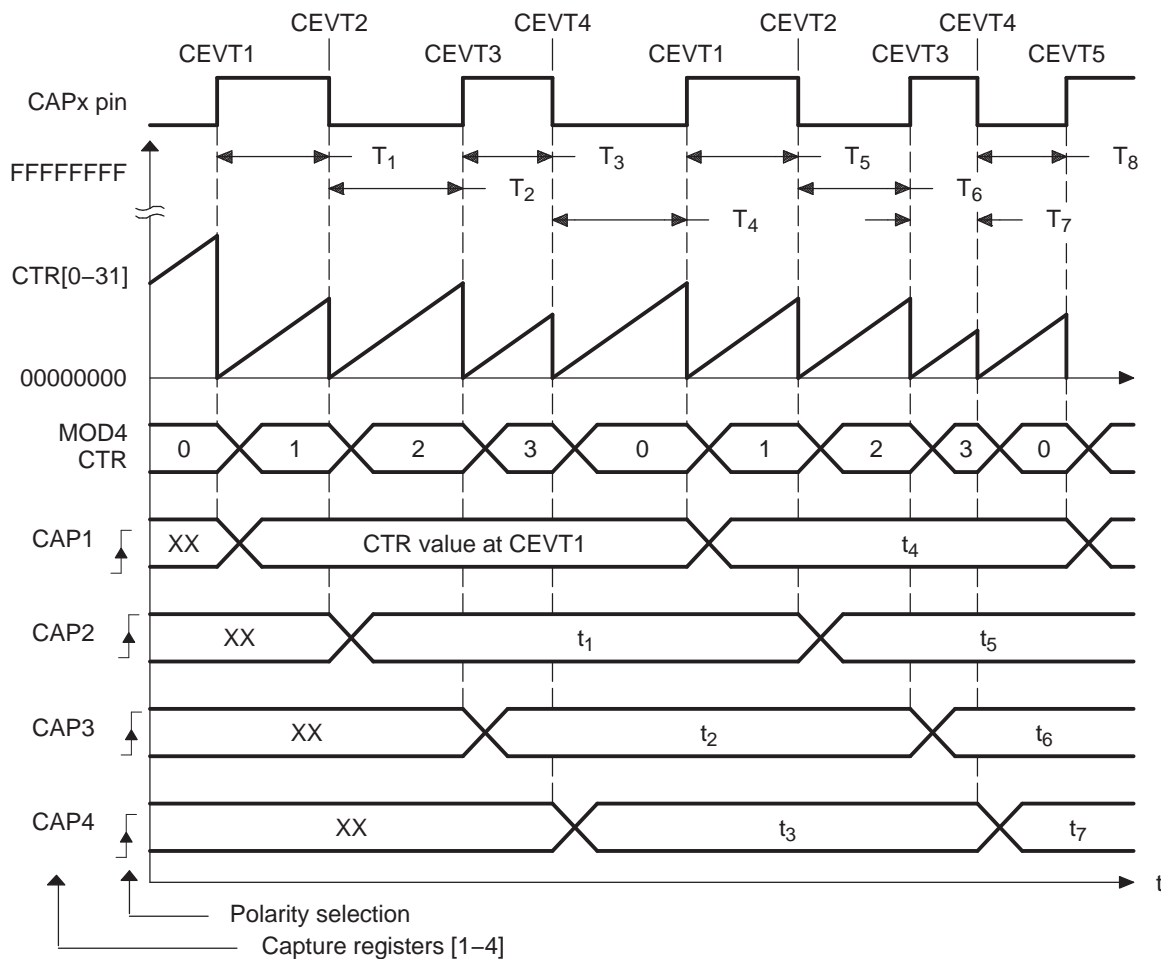 CEVT2 CEVT4 CEVT2 CEVT4
CEVT1 CEVT3 CEVT1 CEVT3 CEVT5
CAPx pin
FFFFFFFF
T1 T3 T5 T8
T2 T6
T4 T7
CTR[0−31]
00000000
MOD4
CTR
0 1 2 3 0 1 2 3 0
CAP1 XX CTR value at CEVT1 t4
CAP2 XX t1 t5
CAP3 XX t2 t6
CAP4 XX t3 t7
t
Polarity selection
Capture registers [1−4]